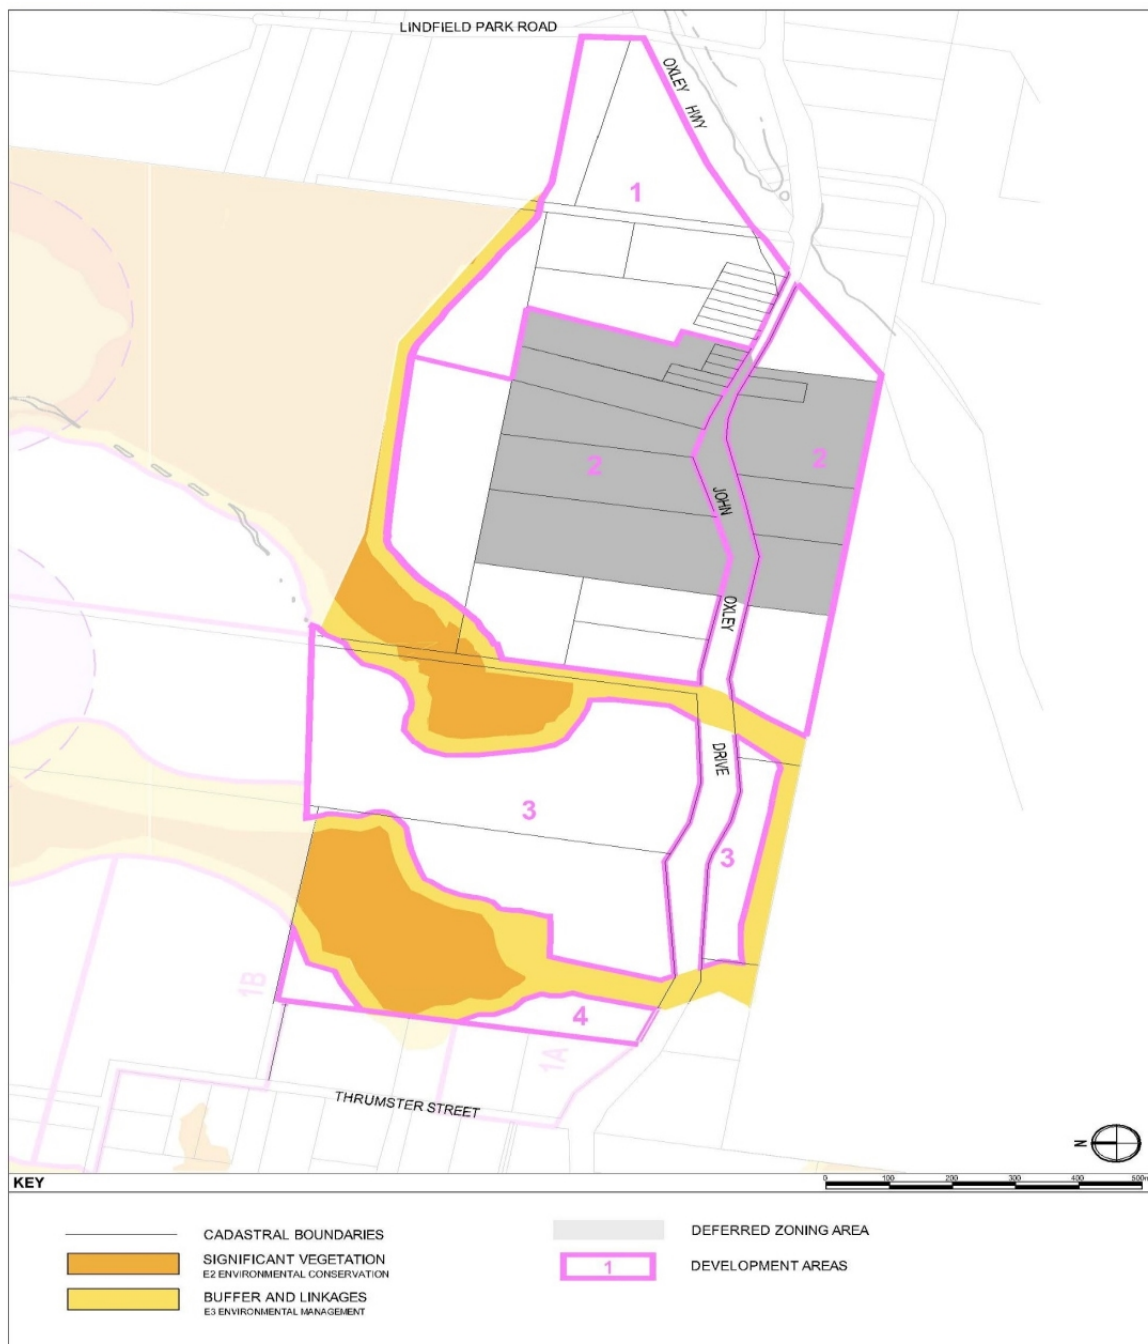 LINDFIELD PARK ROAD
OXLEY HWY
1
2
2
JOHN
OXLEY
DRIVE
3
3
1B
4
1A
THRUMSTER STREET
N
KEY
0 100 200 300 400 500m
CADASTRAL BOUNDARIES
SIGNIFICANT VEGETATION
E2 ENVIRONMENTAL CONSERVATION
BUFFER AND LINKAGES
E3 ENVIRONMENTAL MANAGEMENT
DEFERRED ZONING AREA
1
DEVELOPMENT AREAS